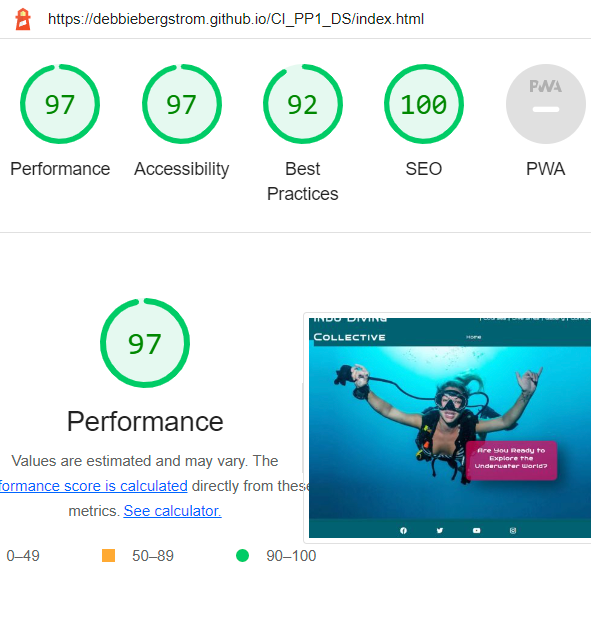 https://debbiebergstrom.github.io/CI_PP1_DS/index.html
97
97
92
100
PWA
Performance
Accessibility
Best
Practices
SEO
PWA
97
Performance
Values are estimated and may vary. The
formance score is calculated directly from these
metrics. See calculator.
0–49
50–89
90–100
Indo Diving
Collective
Home
Are You Ready to
Explore the
Underwater World?